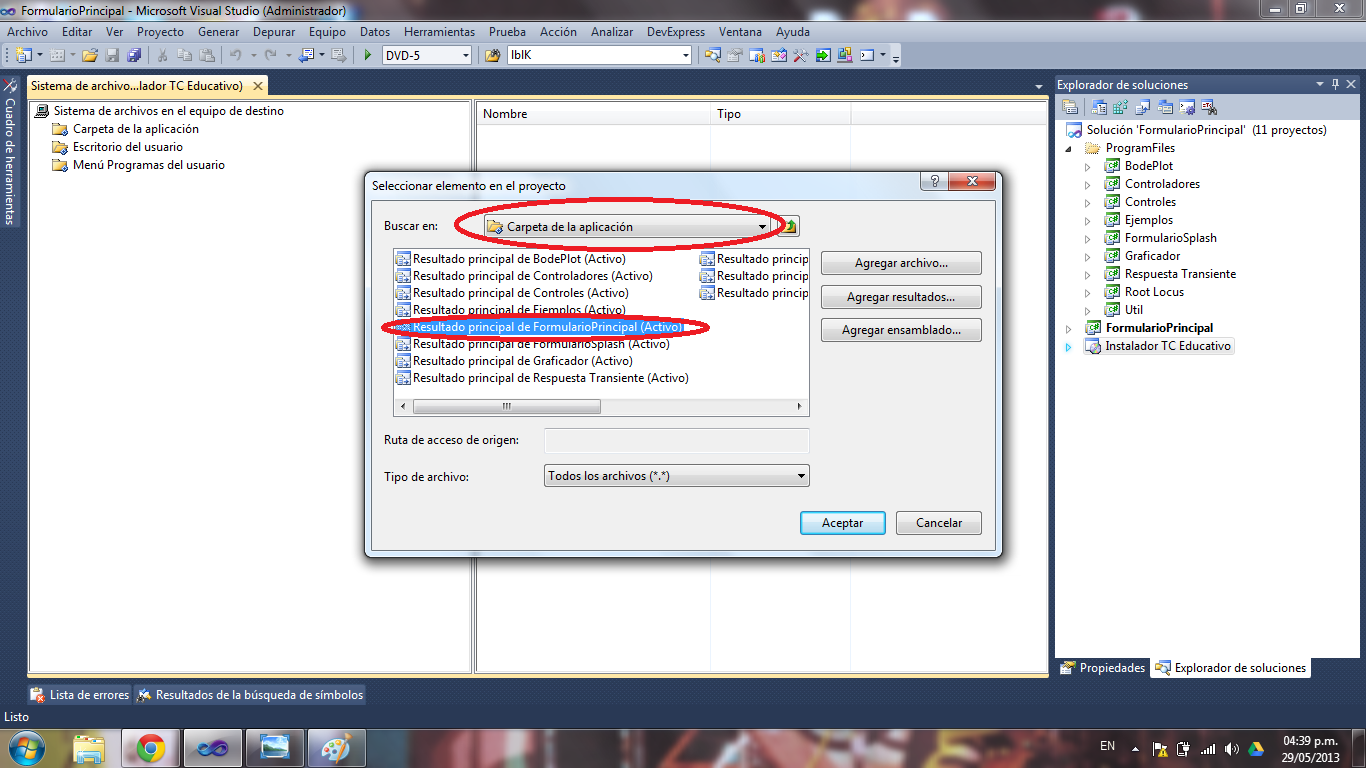 FormularioPrincipal - Microsoft Visual Studio (Administrador)
Archivo Editar Ver Proyecto Generar Depurar Equipo Datos Herramientas Prueba Acción Analizar DevExpress Ventana Ayuda
DVD-5 lblK
Cuadro de herramientas
Sistema de archivo...lador TC Educativo)
Sistema de archivos en el equipo de destino
Carpeta de la aplicación
Escritorio del usuario
Menú Programas del usuario
Nombre Tipo
Seleccionar elemento en el proyecto
Buscar en: Carpeta de la aplicación
Resultado principal de BodePlot (Activo)
Resultado principal de Controladores (Activo)
Resultado principal de Controles (Activo)
Resultado principal de Ejemplos (Activo)
Resultado principal de FormularioPrincipal (Activo)
Resultado principal de FormularioSplash (Activo)
Resultado principal de Graficador (Activo)
Resultado principal de Respuesta Transiente (Activo)
Resultado princip
Resultado princip
Resultado princip
Agregar archivo...
Agregar resultados...
Agregar ensamblado...
Ruta de acceso de origen:
Tipo de archivo: Todos los archivos (*.*)
Aceptar Cancelar
Explorador de soluciones
Solución 'FormularioPrincipal' (11 proyectos)
ProgramFiles
BodePlot
Controladores
Controles
Ejemplos
FormularioSplash
Graficador
Respuesta Transiente
Root Locus
Util
FormularioPrincipal
Instalador TC Educativo
Propiedades Explorador de soluciones
Lista de errores Resultados de la búsqueda de símbolos
Listo
EN
04:39 p.m.
29/05/2013